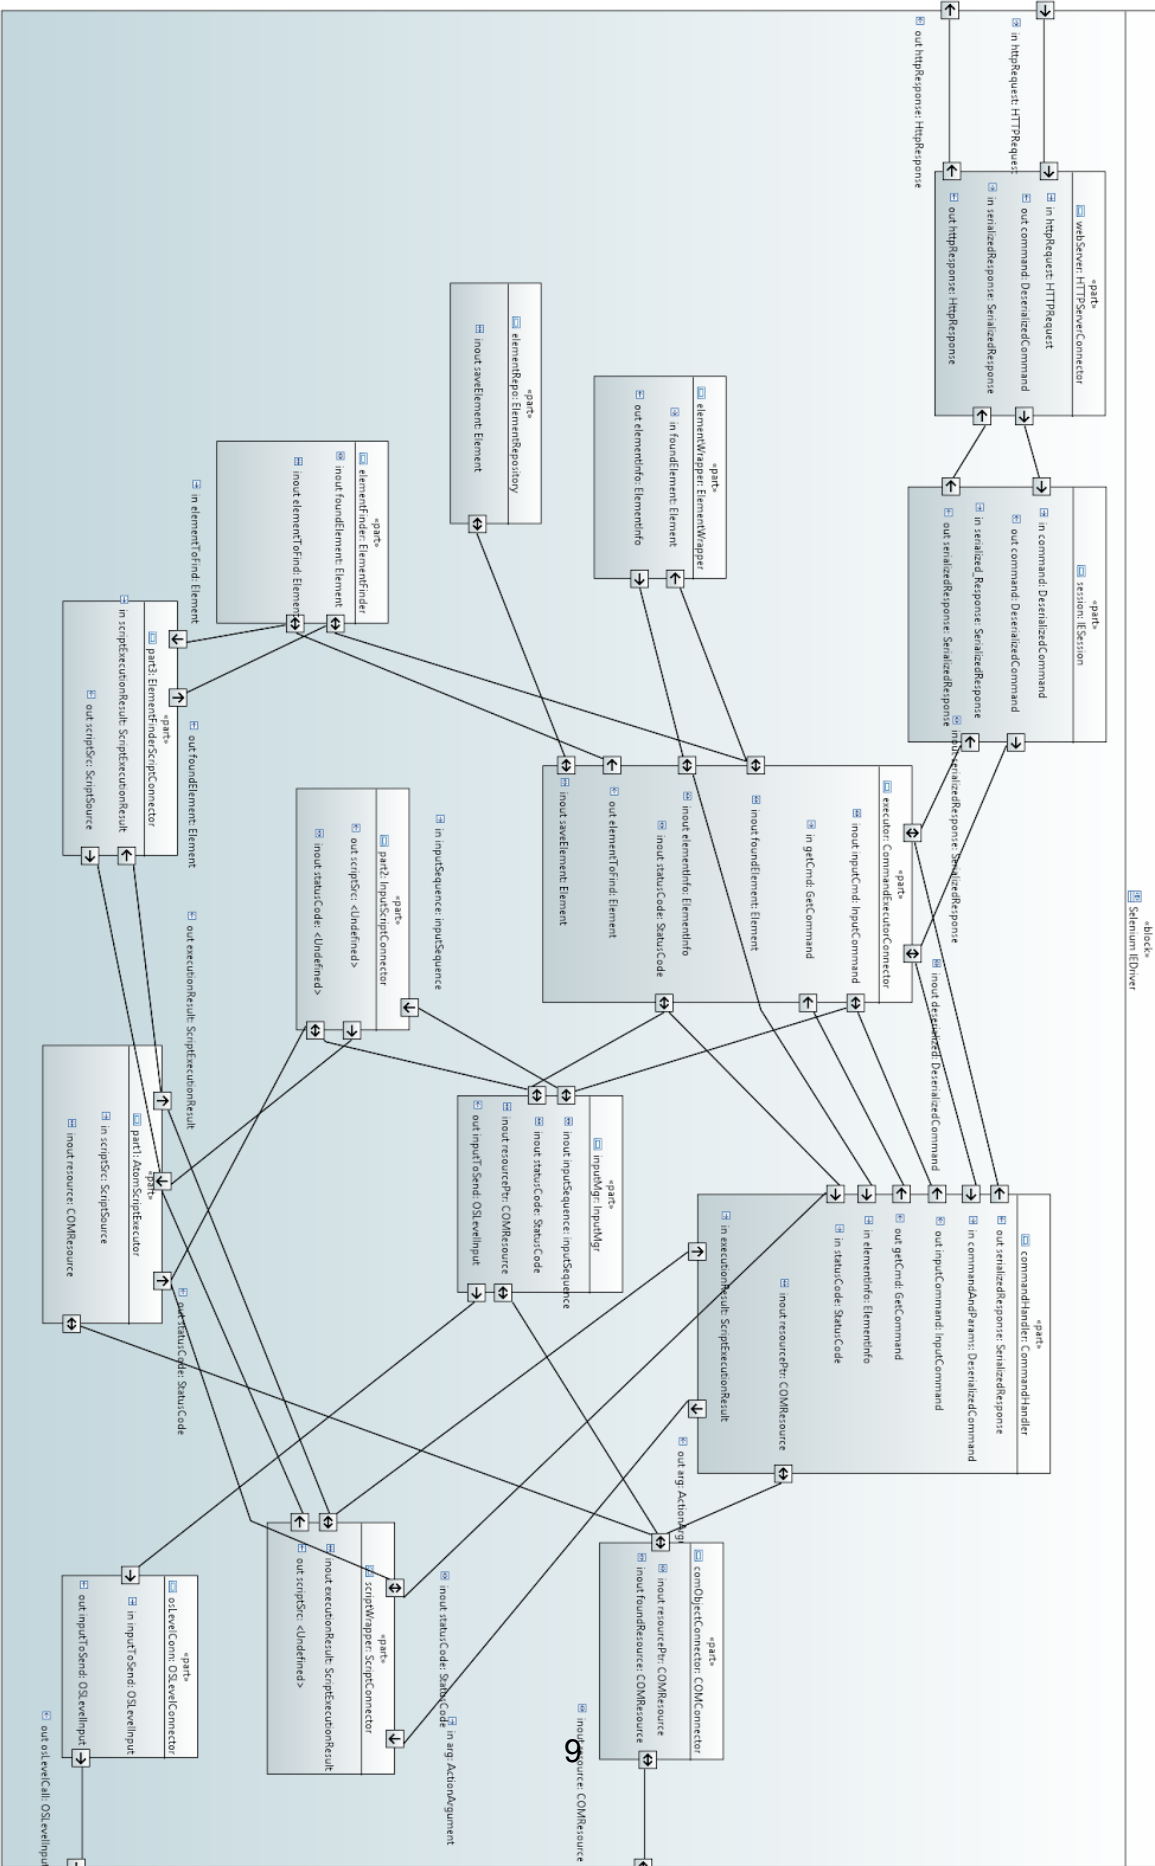 «block»
Selenium IEDriver
in httpRequest: HTTPRequest
out httpResponse: HttpResponse
«part»
webServer: HTTPServerConnector
in httpRequest: HTTPRequest
out command: DeserializedCommand
in serializedResponse: SerializedResponse
out httpResponse: HttpResponse
«part»
session: IESession
in command: DeserializedCommand
out command: DeserializedCommand
in serialized_Response: SerializedResponse
out serializedResponse: SerializedResponse
inout serializedResponse: SerializedResponse
inout deserialized: DeserializedCommand
«part»
commandHandler: CommandHandler
out serializedResponse: SerializedResponse
in commandAndParams: DeserializedCommand
out inputCommand: InputCommand
out getCmd: GetCommand
in elementInfo: ElementInfo
in statusCode: StatusCode
inout resourcePtr: COMResource
in executionResult: ScriptExecutionResult
out arg: ActionArg
«part»
elementWrapper: ElementWrapper
in foundElement: Element
out elementInfo: ElementInfo
executor: CommandExecutorConnector
inout inputCmd: InputCommand
in getCmd: GetCommand
inout foundElement: Element
inout elementInfo: ElementInfo
inout statusCode: StatusCode
out elementToFind: Element
inout saveElement: Element
«part»
comObjectConnector: COMConnector
inout resourcePtr: COMResource
inout foundResource: COMResource
inout resource: COMResource
9
«part»
elementRepo: ElementRepository
inout saveElement: Element
«part»
inputMgr: InputMgr
inout inputSequence: inputSequence
inout statusCode: StatusCode
inout resourcePtr: COMResource
out inputToSend: OSLevelInput
in inputSequence: inputSequence
inout statusCode: StatusCode
in arg: ActionArgument
«part»
elementFinder: ElementFinder
inout foundElement: Element
inout elementToFind: Element
«part»
part2: InputScriptConnector
out scriptSrc: <Undefined>
inout statusCode: <Undefined>
«part»
scriptWrapper: ScriptConnector
inout executionResult: ScriptExecutionResult
out scriptSrc: <Undefined>
in elementToFind: Element
out foundElement: Element
out executionResult: ScriptExecutionResult
out statusCode: StatusCode
«part»
part3: ElementFinderScriptConnector
in scriptExecutionResult: ScriptExecutionResult
out scriptSrc: ScriptSource
«part»
part1: AtomScriptExecutor
in scriptSrc: ScriptSource
inout resource: COMResource
«part»
osLevelConn: OSLevelConnector
in inputToSend: OSLevelInput
out inputToSend: OSLevelInput
out osLevelCall: OSLevelInput